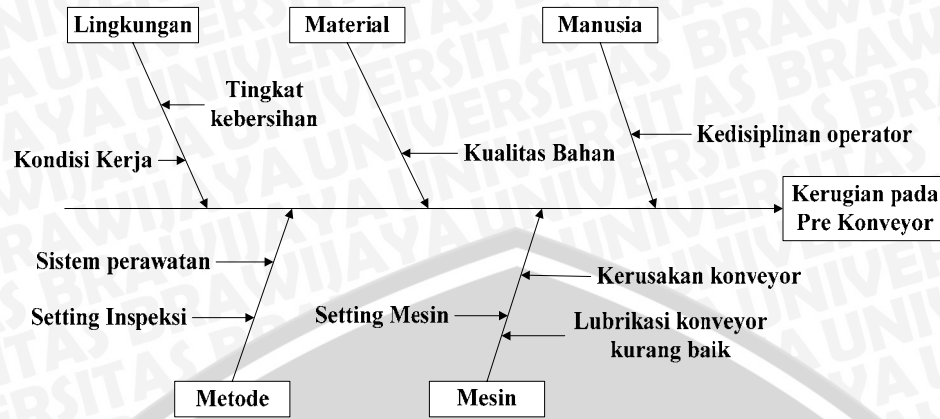 Lingkungan
Material
Manusia
Tingkat
kebersihan
Kedisiplinan operator
Kondisi Kerja
Kualitas Bahan
Kerugian pada
Pre Konveyor
Sistem perawatan
Kerusakan konveyor
Setting Inspeksi
Setting Mesin
Lubrikasi konveyor
kurang baik
Metode
Mesin